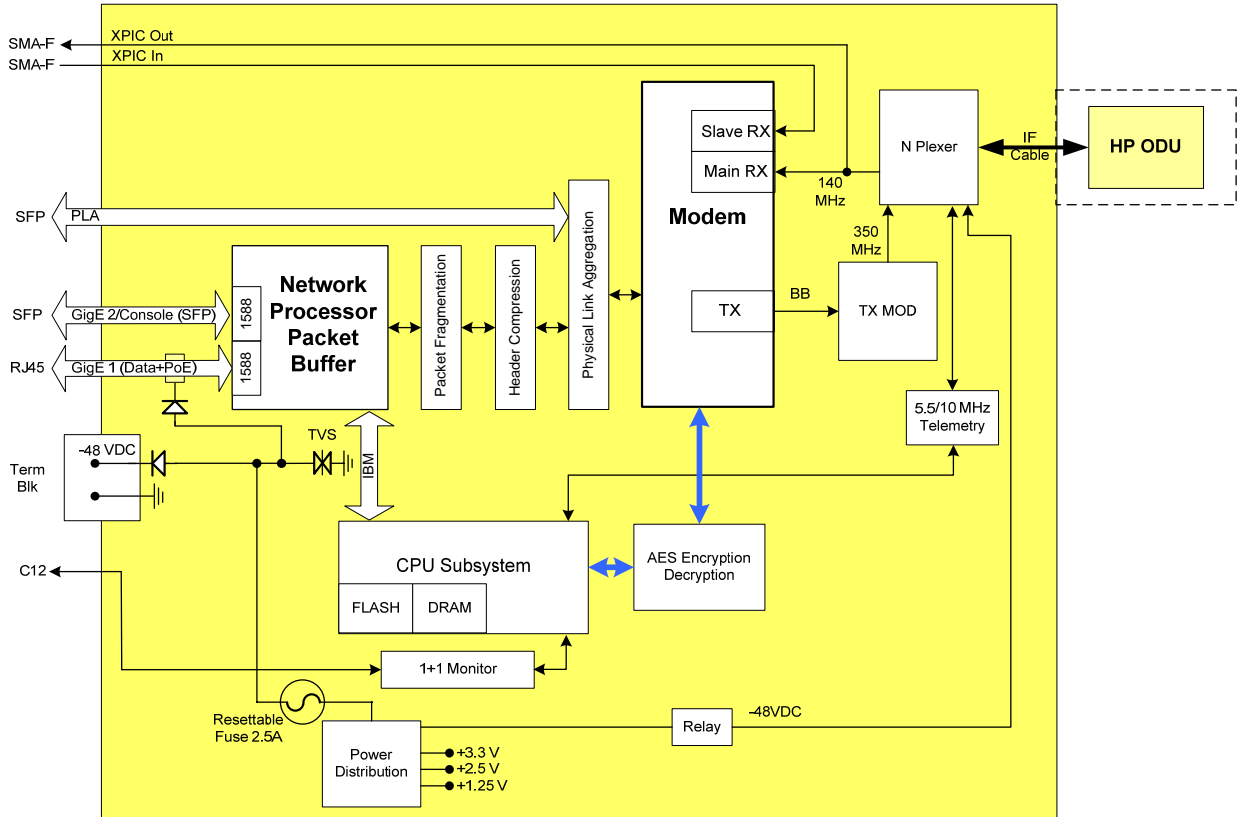 SMA-F
XPIC Out
SMA-F
XPIC In
Slave RX
Main RX
Modem
TX
140
MHz
N Plexer
IF
Cable
HP ODU
350
MHz
BB
TX MOD
SFP
PLA
Network
Processor
Packet
Buffer
1588
1588
SFP
GigE 2/Console (SFP)
RJ45
GigE 1 (Data+PoE)
Packet Fragmentation
Header Compression
Physical Link Aggregation
5.5/10 MHz
Telemetry
Term
Blk
-48 VDC
TVS
IBM
CPU Subsystem
FLASH
DRAM
AES Encryption
Decryption
C12
1+1 Monitor
Resettable
Fuse 2.5A
Power
Distribution
+3.3 V
+2.5 V
+1.25 V
Relay
-48VDC